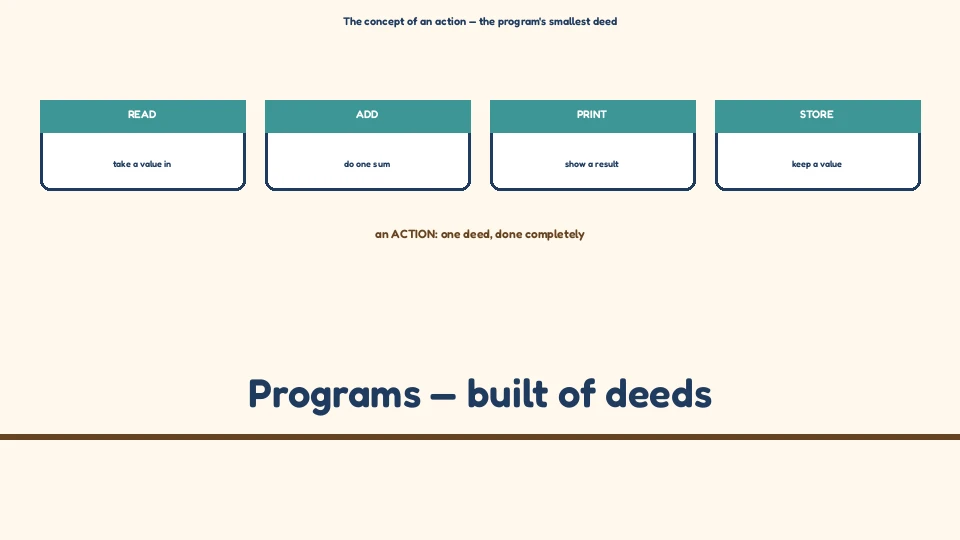 The concept of an action — the program's smallest deed
READ
take a value in
ADD
do one sum
PRINT
show a result
STORE
keep a value
an ACTION: one deed, done completely
Programs — built of deeds